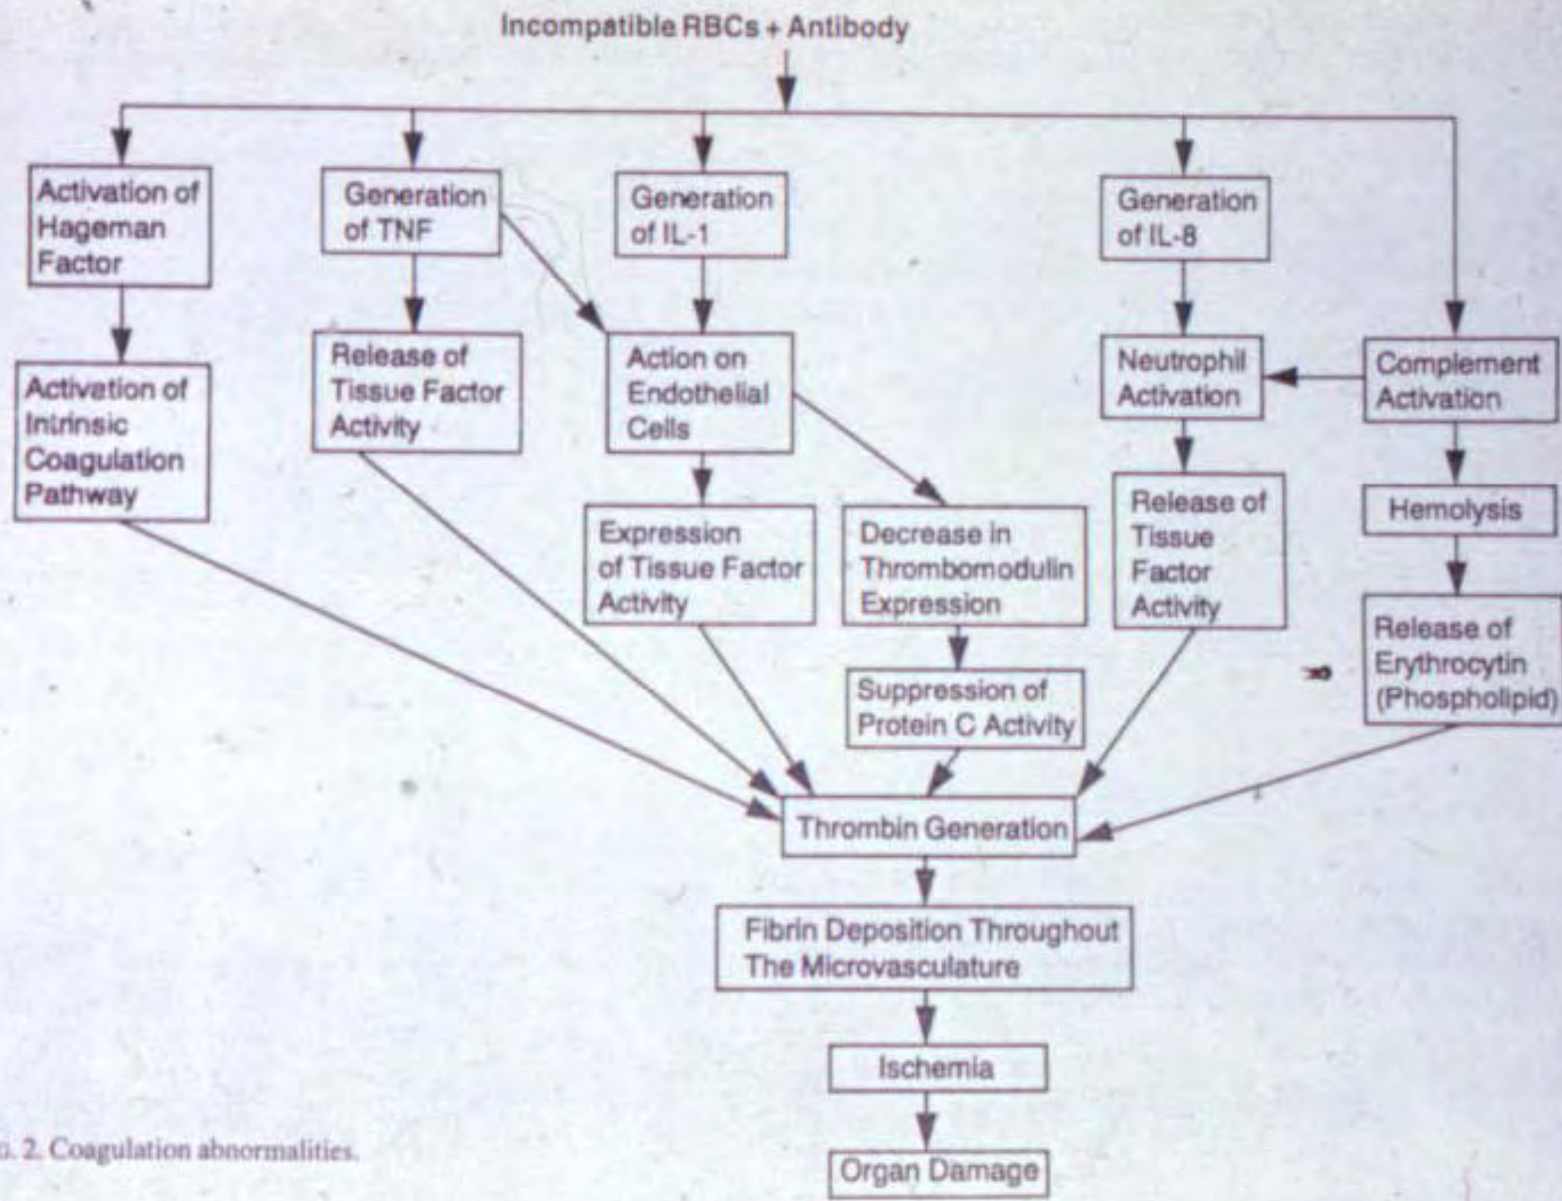 Incompatible RBCs + Antibody
Activation of
Hageman
Factor
Generation
of TNF
Generation
of IL-1
Generation
of IL-8
Activation of
Intrinsic
Coagulation
Pathway
Release of
Tissue Factor
Activity
Action on
Endothelial
Cells
Neutrophil
Activation
Complement
Activation
Expression
of Tissue Factor
Activity
Decrease in
Thrombomodulin
Expression
Release of
Tissue
Factor
Activity
Hemolysis
Suppression of
Protein C Activity
Release of
Erythrocytin
(Phospholipid)
Thrombin Generation
Fibrin Deposition Throughout
The Microvasculature
Ischemia
Organ Damage
2. Coagulation abnormalities.